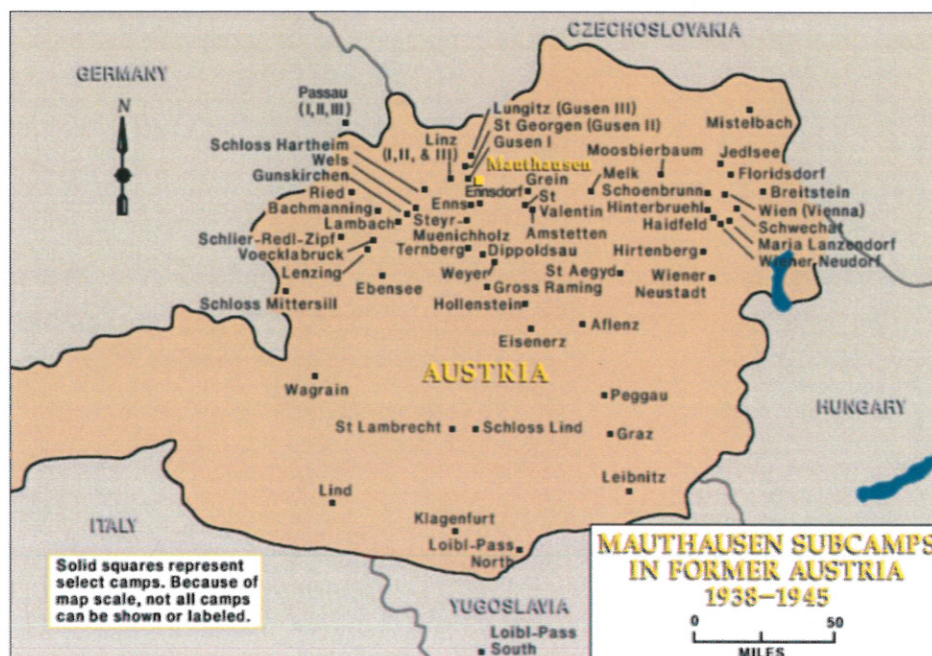 CZECHOSLOVAKIA
GERMANY
N
Passau
(I, II, III)
Lungitz (Gusen III)
St Georgen (Gusen II)
Gusen I
Linz
(I, II, & III)
Mauthausen
Schloss Hartheim
Wels
Gunskirchen
Ried
Bachmanning
Lambach
Schlier-Redl-Zipf
Voecklabruck
Lenzing
Schloss Mittersill
Ebensee
Ennsdorf
Enns
Steyr-
Muenichholz
Ternberg
Dippoldsau
Weyer
Gross Raming
Hollenstein
Grein
St
Valentin
Amstetten
Melk
Moosbierbaum
Mistelbach
Jedlsee
Floridsdorf
Schoenbrunn
Breitstein
Hinterbruehl
Wien (Vienna)
Haidfeld
Schwechat
Maria Lanzendorf
Wiener Neudorf
Hirtenberg
St Aegyd
Wiener
Neustadt
Eisenerz
Aflenz
AUSTRIA
Wagrain
Peggau
HUNGARY
St Lambrecht
Schloss Lind
Graz
Leibnitz
Lind
ITALY
Klagenfurt
Loibl-Pass
North
YUGOSLAVIA
Loibl-Pass
South
Solid squares represent
select camps. Because of
map scale, not all camps
can be shown or labeled.
MAUTHAUSEN SUBCAMPS
IN FORMER AUSTRIA
1938–1945
0 50
MILES